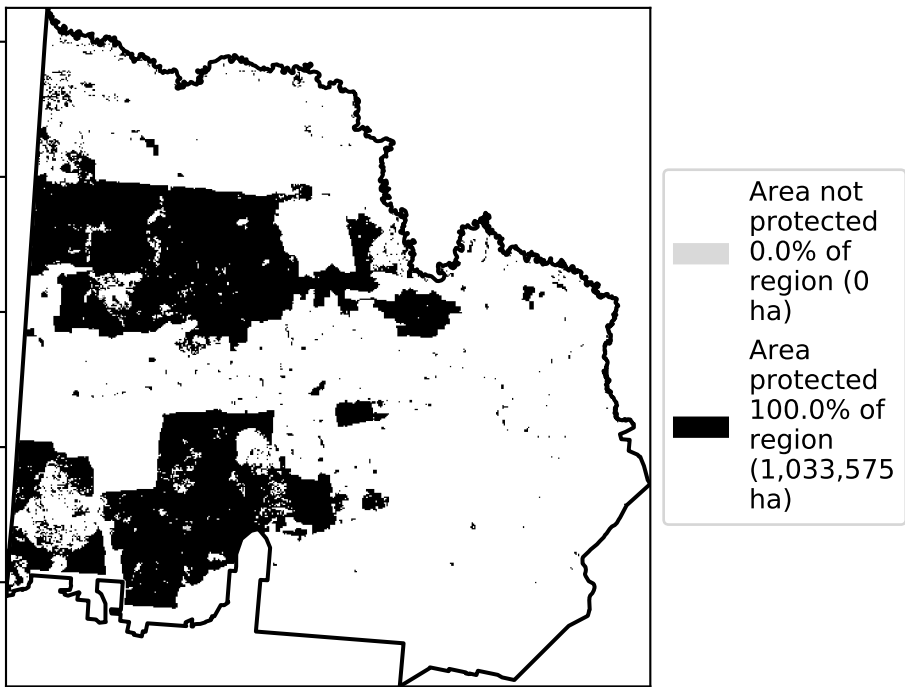 Area not
protected
0.0% of
region (0
ha)
Area
protected
100.0% of
region
(1,033,575
ha)